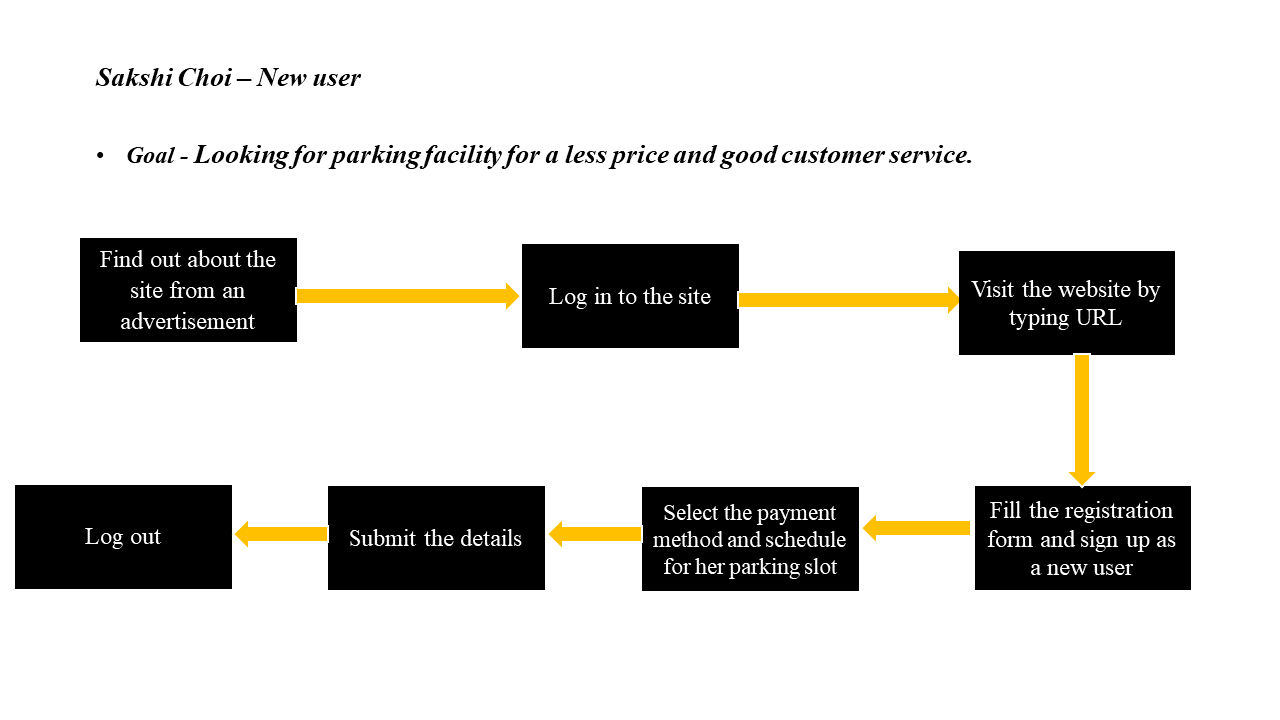 Sakshi Choi – New user
• Goal - Looking for parking facility for a less price and good customer service.
Find out about the
site from an
advertisement
Log in to the site
Visit the website by
typing URL
Fill the registration
form and sign up as
a new user
Select the payment
method and schedule
for her parking slot
Submit the details
Log out